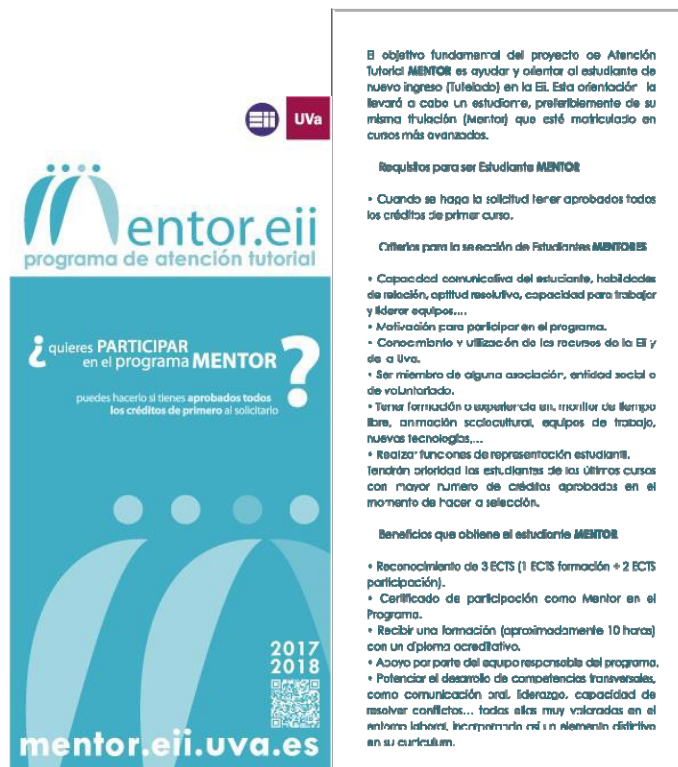 eii
UVa
mentor.eii
programa de atención tutorial
¿quieres PARTICIPAR
en el programa MENTOR?
puedes hacerlo si tienes aprobados todos
los créditos de primero al solicitarlo
2017
2018
mentor.eii.uva.es
El objetivo fundamental del proyecto de Atención
Tutorial MENTOR es ayudar y orientar al estudiante de
nuevo ingreso (Tutelado) en la EII. Esta orientación la
llevará a cabo un estudiante, preferiblemente de su
misma titulación (Mentor) que esté matriculado en
cursos más avanzados.
Requisitos para ser Estudiante MENTOR
• Cuando se haga la solicitud tener aprobados todos
los créditos de primer curso.
Criterios para la selección de Estudiantes MENTORES
• Capacidad comunicativa del estudiante, habilidades
de relación, aptitud resolutiva, capacidad para trabajar
y liderar equipos....
• Motivación para participar en el programa.
• Conocimiento y utilización de los recursos de la EII y
de la Uva.
• Ser miembro de alguna asociación, entidad social o
de voluntariado.
• Tener formación o experiencia en: monitor de tiempo
libre, animación sociocultural, equipos de trabajo,
nuevas tecnologías,...
• Realizar funciones de representación estudiantil.
Tendrán prioridad los estudiantes de los últimos cursos
con mayor numero de créditos aprobados en el
momento de hacer la selección.
Beneficios que obtiene el estudiante MENTOR
• Reconocimiento de 3 ECTS (1 ECTS formación + 2 ECTS
participación).
• Certificado de participación como Mentor en el
Programa.
• Recibir una formación (aproximadamente 10 horas)
con un diploma acreditativo.
• Apoyo por parte del equipo responsable del programa.
• Potenciar el desarrollo de competencias transversales,
como comunicación oral, liderazgo, capacidad de
resolver conflictos... todas ellas muy valoradas en el
entorno laboral, incorporando así un elemento distintivo
en su curriculum.